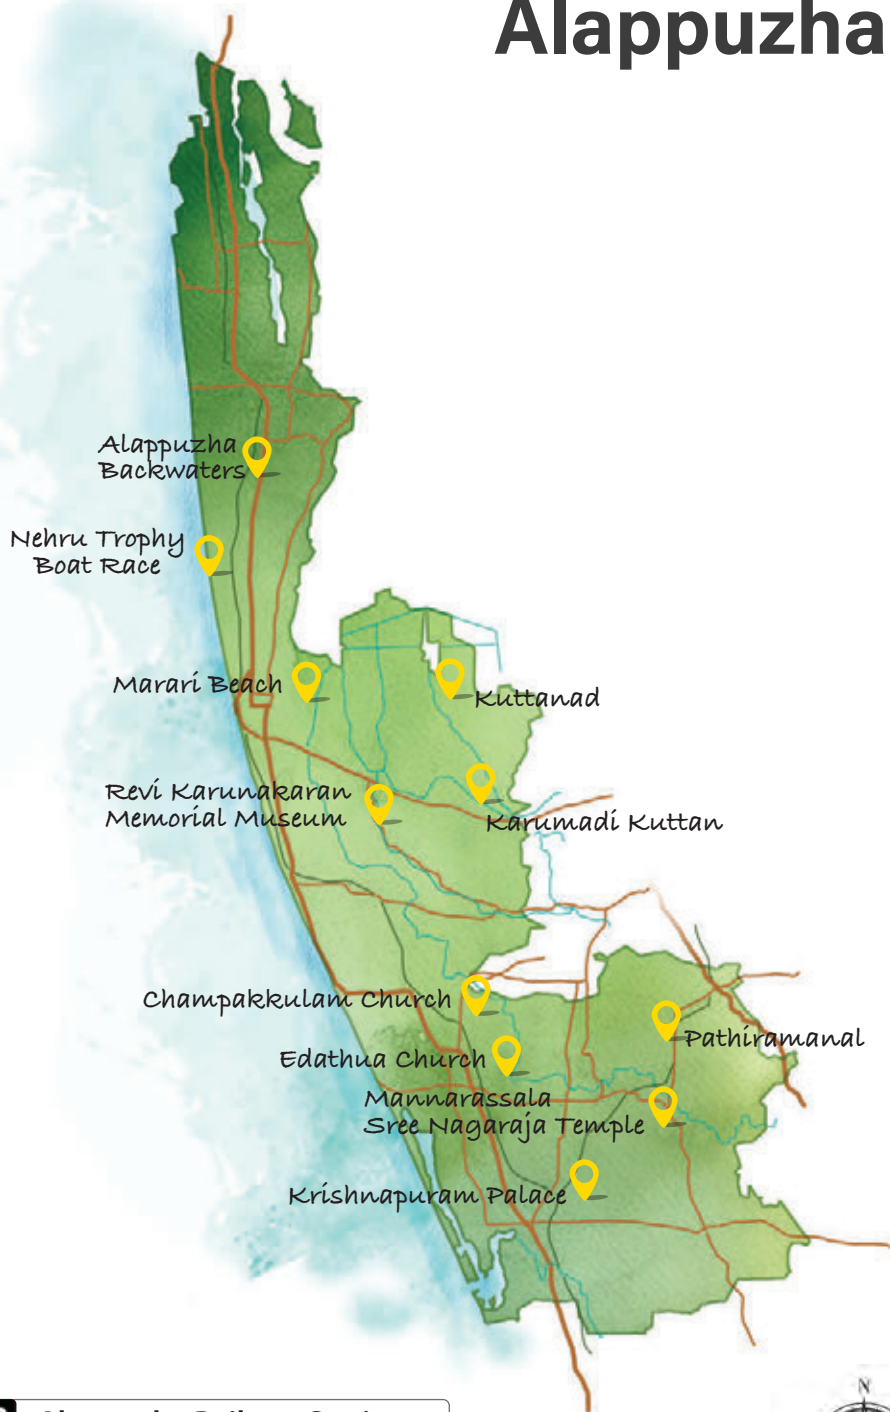 Alappuzha
Alappuzha
Backwaters
Nehru Trophy
Boat Race
Marari Beach
Kuttanad
Revi Karunakaran
Memorial Museum
Karumadi Kuttan
Champakkulam Church
Pathiramanal
Edathua Church
Mannarassala
Sree Nagaraja Temple
Krishnapuram Palace
N